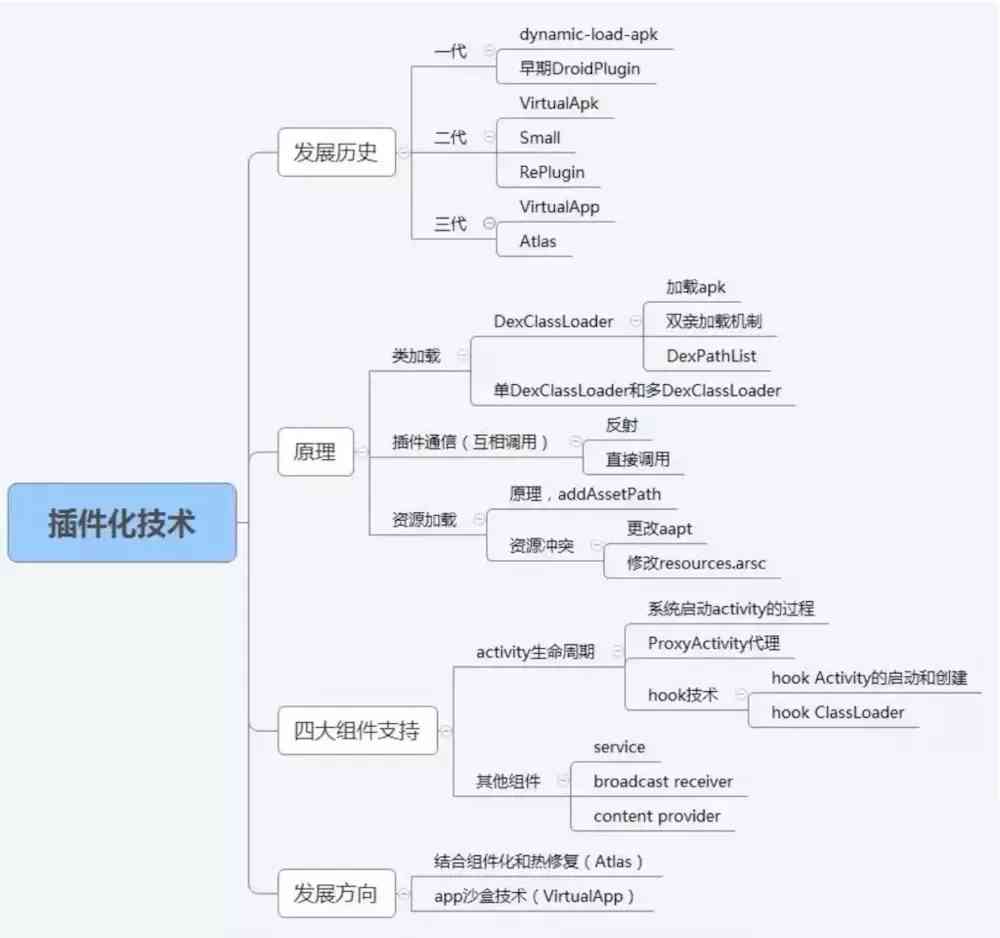 插件化技术
发展历史
一代
dynamic-load-apk
早期DroidPlugin
二代
VirtualApk
Small
RePlugin
三代
VirtualApp
Atlas
原理
类加载
DexClassLoader
加载apk
双亲加载机制
DexPathList
单DexClassLoader和多DexClassLoader
插件通信（互相调用）
反射
直接调用
资源加载
原理，addAssetPath
资源冲突
更改aapt
修改resources.arsc
四大组件支持
activity生命周期
系统启动activity的过程
ProxyActivity代理
hook技术
hook Activity的启动和创建
hook ClassLoader
其他组件
service
broadcast receiver
content provider
发展方向
结合组件化和热修复（Atlas）
app沙盒技术（VirtualApp）